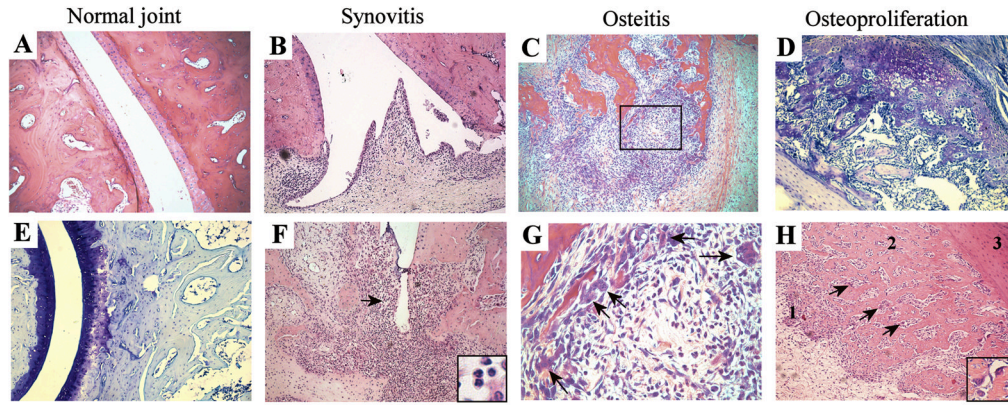 Normal joint
Synovitis
Osteitis
Osteoproliferation
A
B
C
D
E
F
G
H
1
2
3